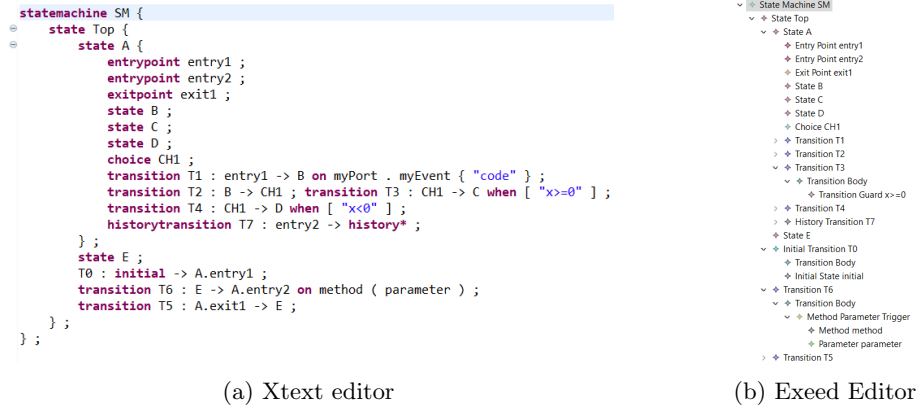 statemachine SM {
state Top {
state A {
entrypoint entry1 ;
entrypoint entry2 ;
exitpoint exit1 ;
state B ;
state C ;
state D ;
choice CH1 ;
transition T1 : entry1 -> B on myPort . myEvent { "code" } ;
transition T2 : B -> CH1 ; transition T3 : CH1 -> C when [ "x>=0" ] ;
transition T4 : CH1 -> D when [ "x<0" ] ;
historytransition T7 : entry2 -> history* ;
} ;
state E ;
T0 : initial -> A.entry1 ;
transition T6 : E -> A.entry2 on method ( parameter ) ;
transition T5 : A.exit1 -> E ;
} ;
} ;
(a) Xtext editor
State Machine SM
State Top
State A
Entry Point entry1
Entry Point entry2
Exit Point exit1
State B
State C
State D
Choice CH1
Transition T1
Transition T2
Transition T3
Transition Body
Transition Guard x>=0
Transition T4
History Transition T7
State E
Initial Transition T0
Transition Body
Initial State initial
Transition T6
Transition Body
Method Parameter Trigger
Method method
Parameter parameter
Transition T5
(b) Exeed Editor